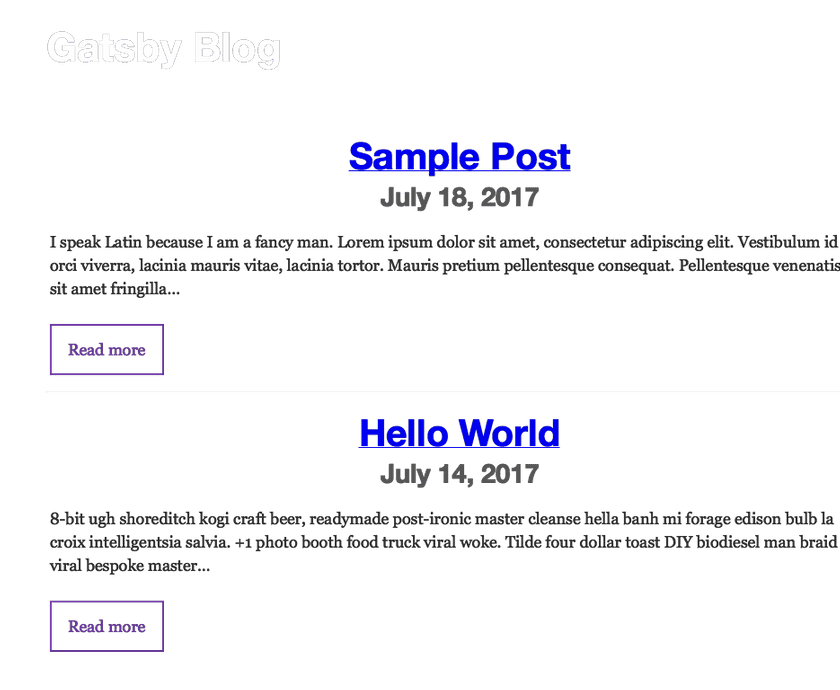 Gatsby Blog
Sample Post
July 18, 2017
I speak Latin because I am a fancy man. Lorem ipsum dolor sit amet, consectetur adipiscing elit. Vestibulum id
orci viverra, lacinia mauris vitae, lacinia tortor. Mauris pretium pellentesque consequat. Pellentesque venenatis
sit amet fringilla...
Read more
Hello World
July 14, 2017
8-bit ugh shoreditch kogi craft beer, readymade post-ironic master cleanse hella banh mi forage edison bulb la
croix intelligentsia salvia. +1 photo booth food truck viral woke. Tilde four dollar toast DIY biodiesel man braid
viral bespoke master...
Read more